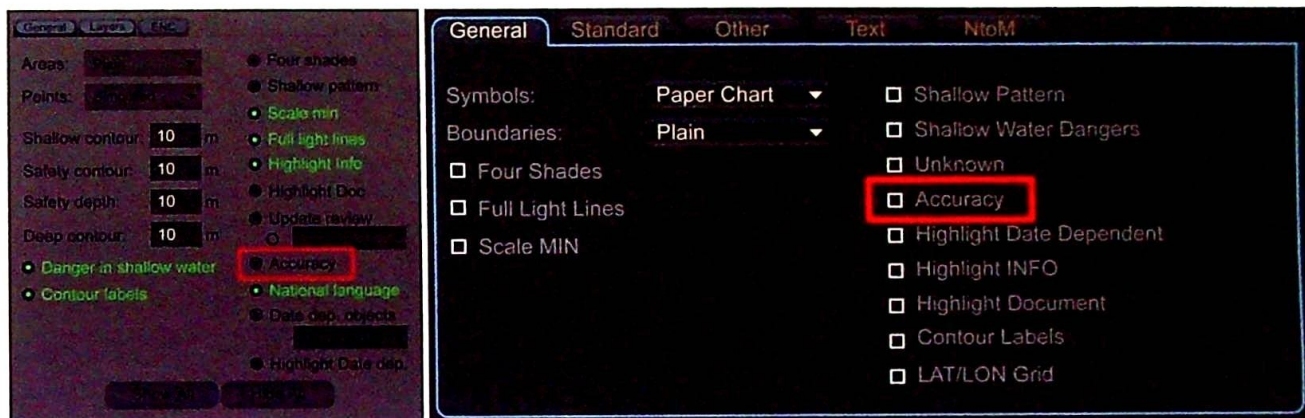 General Layers ENC
Areas: Plain
Points:
Shallow contour: 10 m
Safety contour: 10 m
Safety depth: 10 m
Deep contour: 10 m
Danger in shallow water
Contour labels
Four shades
Shallow pattern
Scale min
Full light lines
Highlight Info
Highlight Doc
Update review
Accuracy
National language
Date dep. objects
Highlight Date dep.
General Standard Other Text NtoM
Symbols: Paper Chart
Boundaries: Plain
Four Shades
Full Light Lines
Scale MIN
Shallow Pattern
Shallow Water Dangers
Unknown
Accuracy
Highlight Date Dependent
Highlight INFO
Highlight Document
Contour Labels
LAT/LON Grid